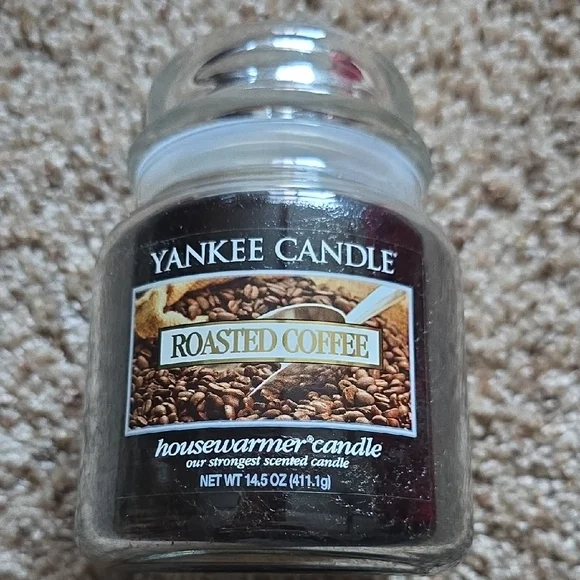 YANKEE CANDLE®
ROASTED COFFEE
housewarmer® candle
our strongest scented candle
NET WT 14.5 OZ (411.1g)